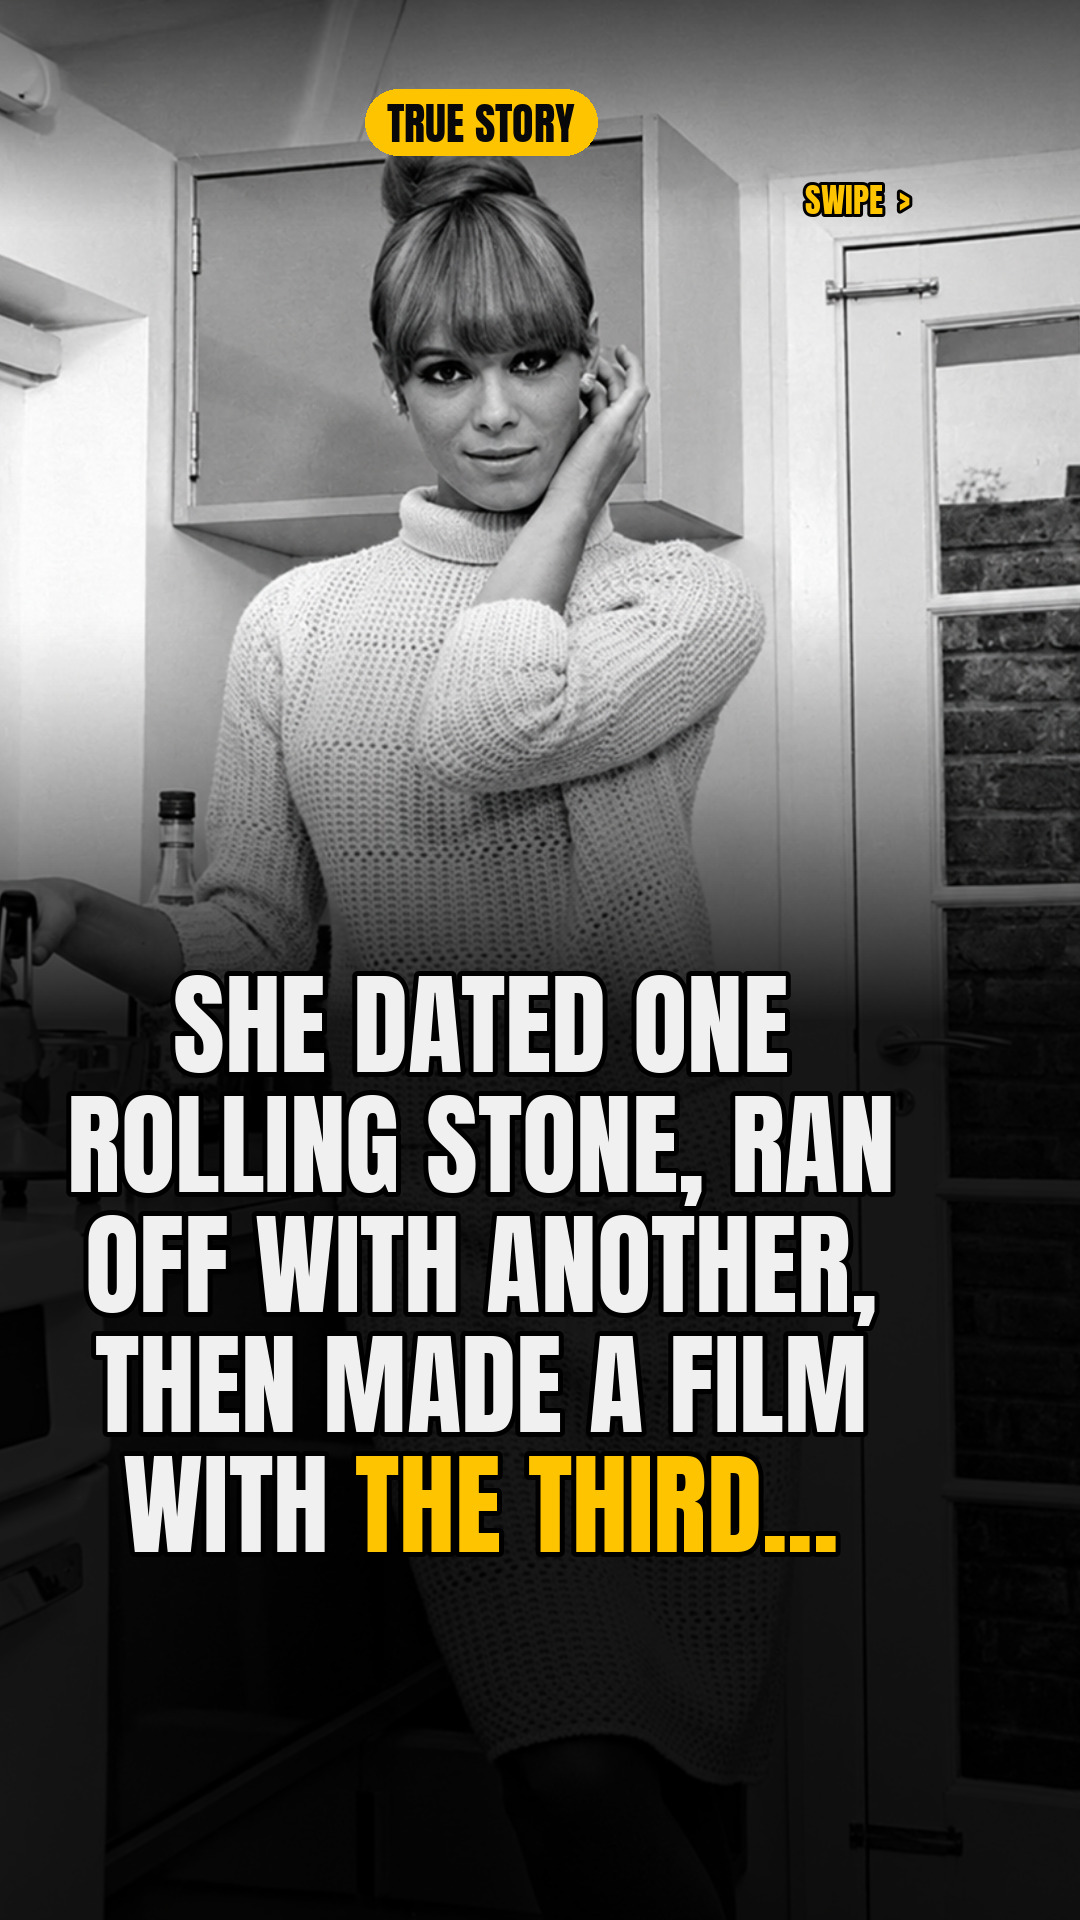 TRUE STORY
SWIPE >
SHE DATED ONE
ROLLING STONE, RAN
OFF WITH ANOTHER,
THEN MADE A FILM
WITH THE THIRD...